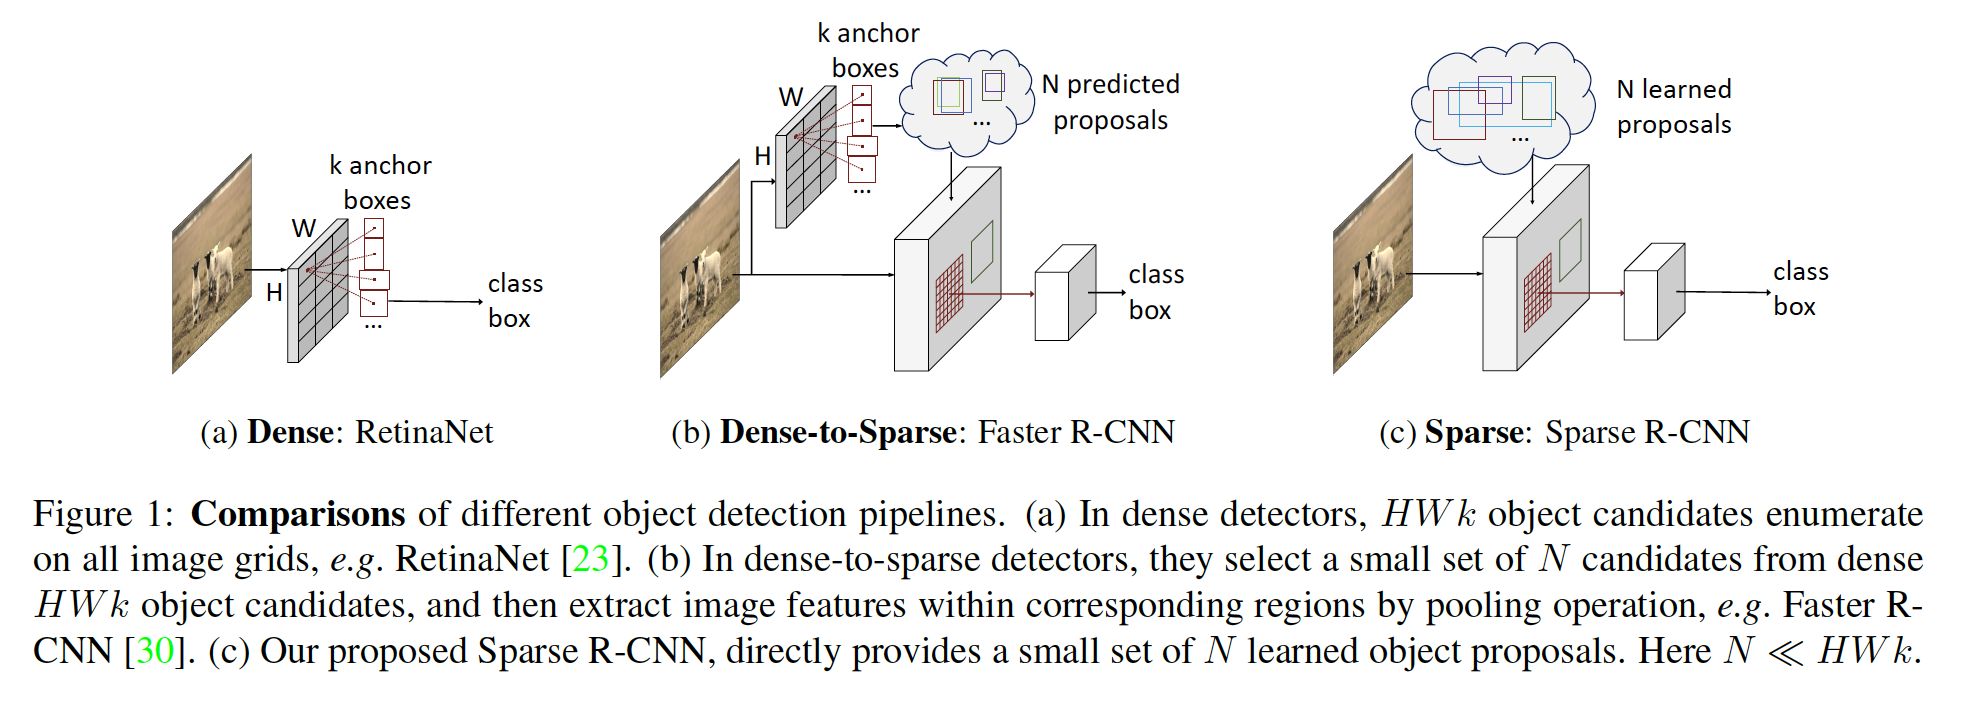 k anchor
boxes
W
H
...
class
box
k anchor
boxes
W
H
...
...
N predicted
proposals
class
box
...
N learned
proposals
class
box
(a) Dense: RetinaNet
(b) Dense-to-Sparse: Faster R-CNN
(c) Sparse: Sparse R-CNN
Figure 1: Comparisons of different object detection pipelines. (a) In dense detectors, HWk object candidates enumerate
on all image grids, e.g. RetinaNet [23]. (b) In dense-to-sparse detectors, they select a small set of N candidates from dense
HWk object candidates, and then extract image features within corresponding regions by pooling operation, e.g. Faster R-
CNN [30]. (c) Our proposed Sparse R-CNN, directly provides a small set of N learned object proposals. Here N ≪ HWk.